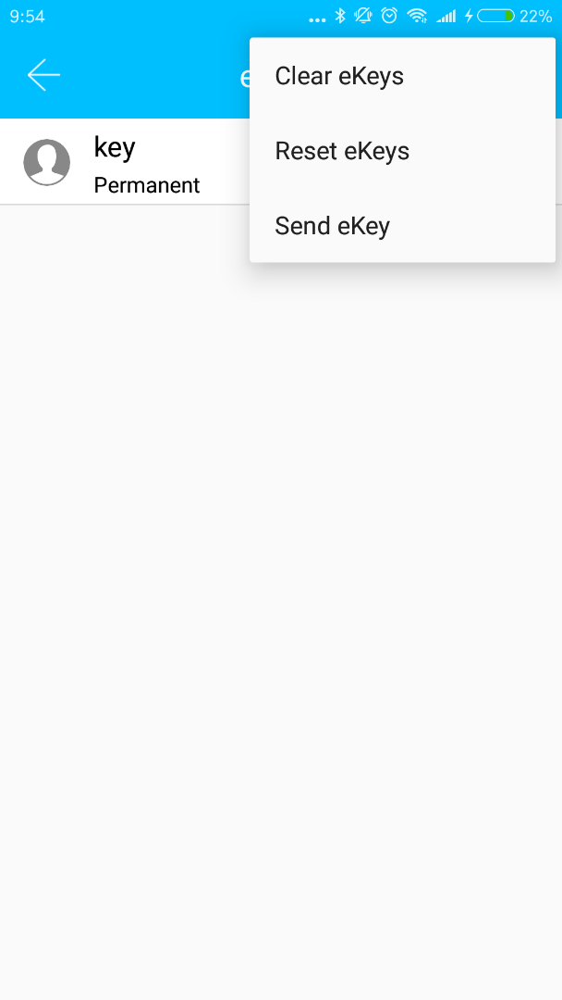 9:54
22%
Clear eKeys
key
Reset eKeys
Permanent
Send eKey